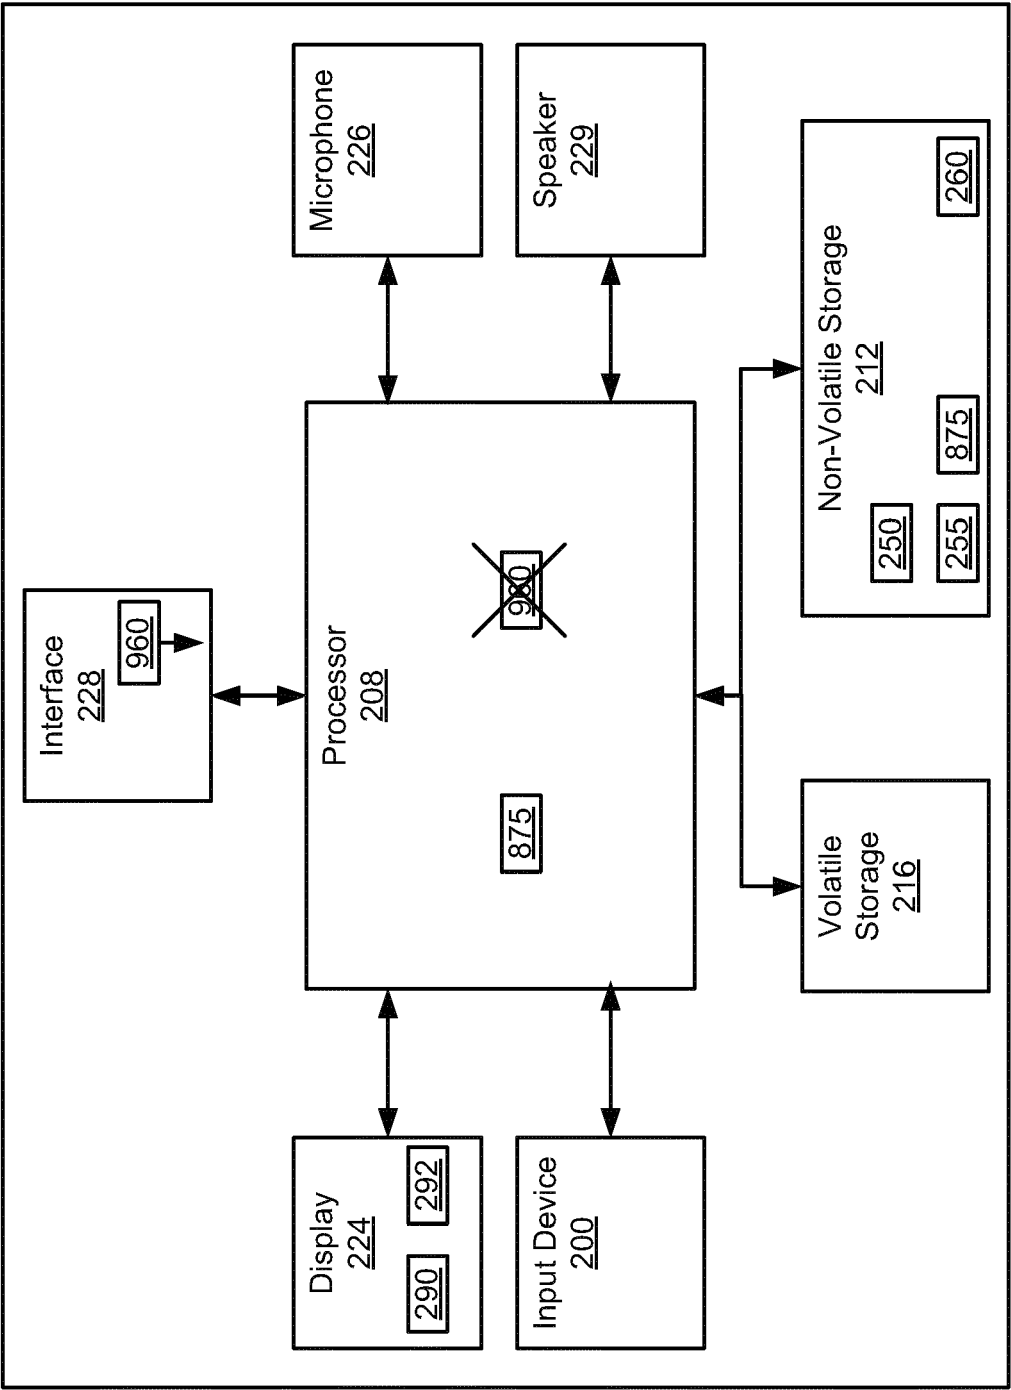 Interface
228
960
Display
224
290
292
Input Device
200
Processor
208
875
980
Microphone
226
Speaker
229
Volatile
Storage
216
Non-Volatile Storage
212
250
255
875
260